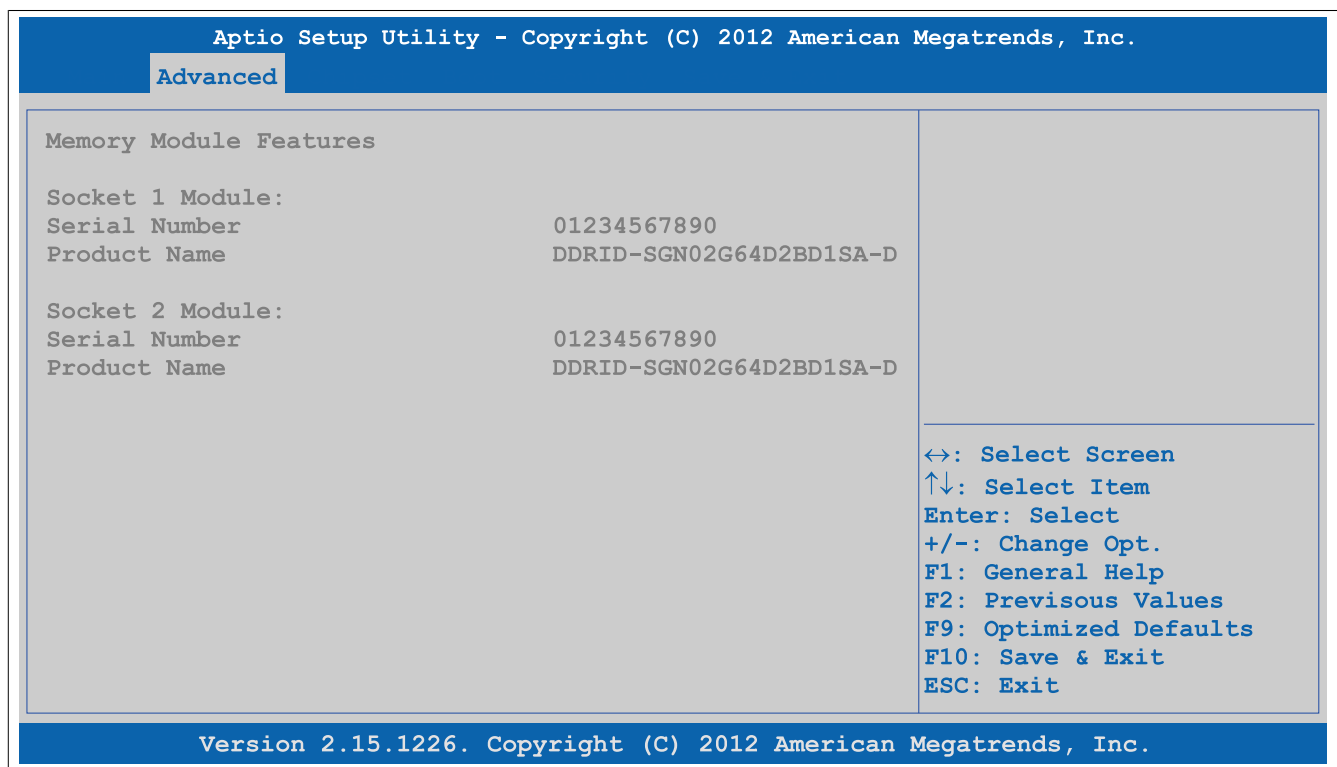 Aptio Setup Utility - Copyright (C) 2012 American Megatrends, Inc.
Advanced
Memory Module Features
Socket 1 Module:
Serial Number 01234567890
Product Name DDRID-SGN02G64D2BD1SA-D
Socket 2 Module:
Serial Number 01234567890
Product Name DDRID-SGN02G64D2BD1SA-D
↔: Select Screen
↑↓: Select Item
Enter: Select
+/-: Change Opt.
F1: General Help
F2: Previsous Values
F9: Optimized Defaults
F10: Save & Exit
ESC: Exit
Version 2.15.1226. Copyright (C) 2012 American Megatrends, Inc.